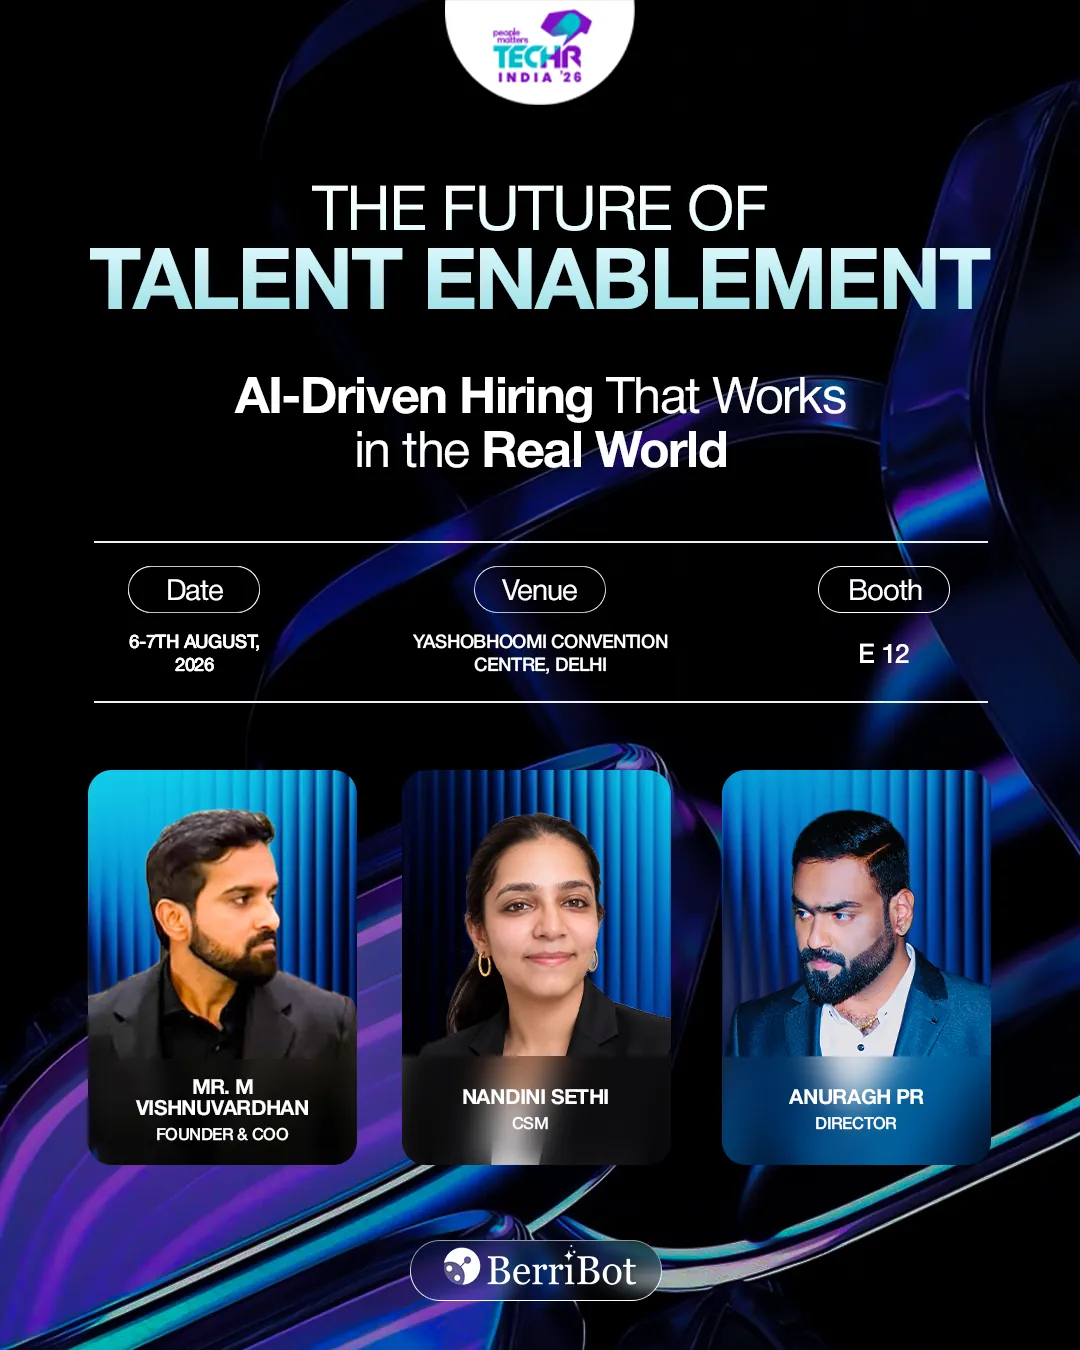 people
matters
TECHR
INDIA '26
THE FUTURE OF
TALENT ENABLEMENT
AI-Driven Hiring That Works
in the Real World
Date
6-7TH AUGUST,
2026
Venue
YASHOBHOOMI CONVENTION
CENTRE, DELHI
Booth
E 12
MR. M
VISHNUVARDHAN
FOUNDER & COO
NANDINI SETHI
CSM
ANURAGH PR
DIRECTOR
BerriBot